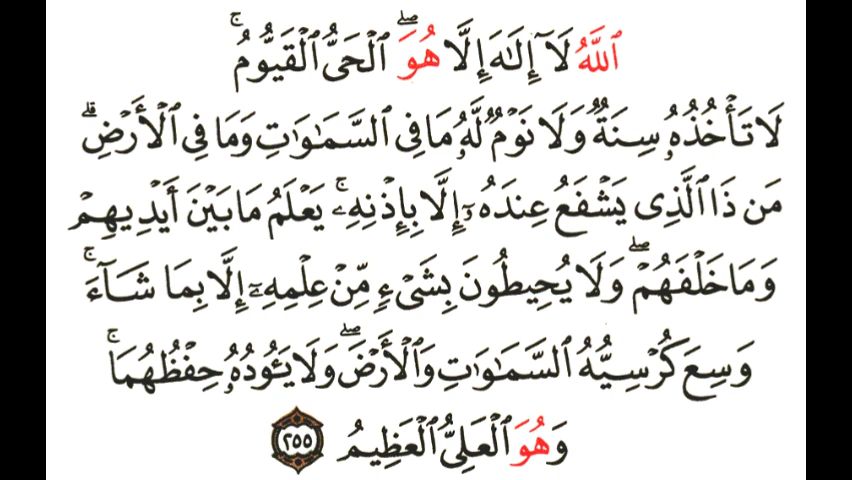 ٱللَّهُ لَآ إِلَـٰهَ إِلَّا هُوَ ۖ ٱلْحَىُّ ٱلْقَيُّومُ ۚ
لَا تَأْخُذُهُۥ سِنَةٌ وَلَا نَوْمٌ ۚ لَّهُۥ مَا فِى ٱلسَّمَـٰوَٰتِ وَمَا فِى ٱلْأَرْضِ ۗ
مَن ذَا ٱلَّذِى يَشْفَعُ عِندَهُۥٓ إِلَّا بِإِذْنِهِۦ ۚ يَعْلَمُ مَا بَيْنَ أَيْدِيهِمْ
وَمَا خَلْفَهُمْ ۖ وَلَا يُحِيطُونَ بِشَىْءٍ مِّنْ عِلْمِهِۦٓ إِلَّا بِمَا شَآءَ ۚ
وَسِعَ كُرْسِيُّهُ ٱلسَّمَـٰوَٰتِ وَٱلْأَرْضَ ۖ وَلَا يَـُٔودُهُۥ حِفْظُهُمَا ۚ
وَهُوَ ٱلْعَلِىُّ ٱلْعَظِيمُ ٢٥٥